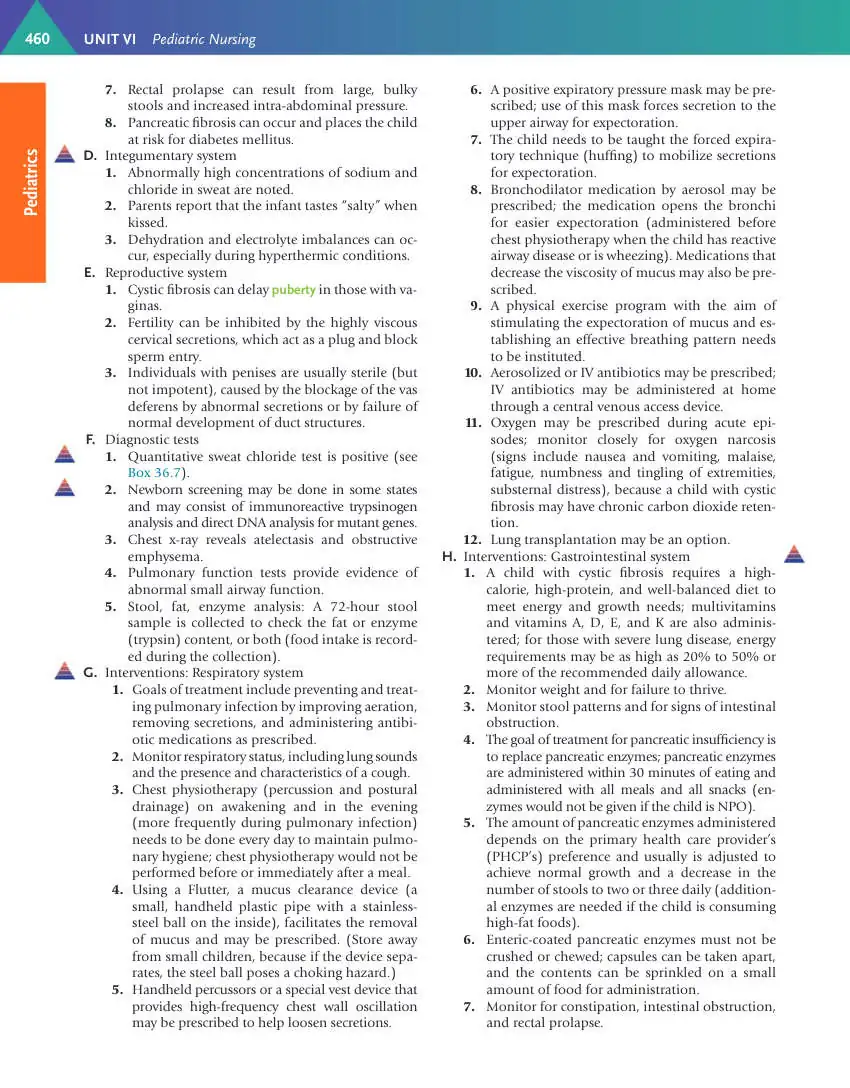 460 UNIT VI Pediatric Nursing
Pediatrics
7. Rectal prolapse can result from large, bulky
stools and increased intra-abdominal pressure.
8. Pancreatic fibrosis can occur and places the child
at risk for diabetes mellitus.
D. Integumentary system
1. Abnormally high concentrations of sodium and
chloride in sweat are noted.
2. Parents report that the infant tastes “salty” when
kissed.
3. Dehydration and electrolyte imbalances can oc-
cur, especially during hyperthermic conditions.
E. Reproductive system
1. Cystic fibrosis can delay puberty in those with va-
ginas.
2. Fertility can be inhibited by the highly viscous
cervical secretions, which act as a plug and block
sperm entry.
3. Individuals with penises are usually sterile (but
not impotent), caused by the blockage of the vas
deferens by abnormal secretions or by failure of
normal development of duct structures.
F. Diagnostic tests
1. Quantitative sweat chloride test is positive (see
Box 36.7).
2. Newborn screening may be done in some states
and may consist of immunoreactive trypsinogen
analysis and direct DNA analysis for mutant genes.
3. Chest x-ray reveals atelectasis and obstructive
emphysema.
4. Pulmonary function tests provide evidence of
abnormal small airway function.
5. Stool, fat, enzyme analysis: A 72-hour stool
sample is collected to check the fat or enzyme
(trypsin) content, or both (food intake is record-
ed during the collection).
G. Interventions: Respiratory system
1. Goals of treatment include preventing and treat-
ing pulmonary infection by improving aeration,
removing secretions, and administering antibi-
otic medications as prescribed.
2. Monitor respiratory status, including lung sounds
and the presence and characteristics of a cough.
3. Chest physiotherapy (percussion and postural
drainage) on awakening and in the evening
(more frequently during pulmonary infection)
needs to be done every day to maintain pulmo-
nary hygiene; chest physiotherapy would not be
performed before or immediately after a meal.
4. Using a Flutter, a mucus clearance device (a
small, handheld plastic pipe with a stainless-
steel ball on the inside), facilitates the removal
of mucus and may be prescribed. (Store away
from small children, because if the device sepa-
rates, the steel ball poses a choking hazard.)
5. Handheld percussors or a special vest device that
provides high-frequency chest wall oscillation
may be prescribed to help loosen secretions.
6. A positive expiratory pressure mask may be pre-
scribed; use of this mask forces secretion to the
upper airway for expectoration.
7. The child needs to be taught the forced expira-
tory technique (huffing) to mobilize secretions
for expectoration.
8. Bronchodilator medication by aerosol may be
prescribed; the medication opens the bronchi
for easier expectoration (administered before
chest physiotherapy when the child has reactive
airway disease or is wheezing). Medications that
decrease the viscosity of mucus may also be pre-
scribed.
9. A physical exercise program with the aim of
stimulating the expectoration of mucus and es-
tablishing an effective breathing pattern needs
to be instituted.
10. Aerosolized or IV antibiotics may be prescribed;
IV antibiotics may be administered at home
through a central venous access device.
11. Oxygen may be prescribed during acute epi-
sodes; monitor closely for oxygen narcosis
(signs include nausea and vomiting, malaise,
fatigue, numbness and tingling of extremities,
substernal distress), because a child with cystic
fibrosis may have chronic carbon dioxide reten-
tion.
12. Lung transplantation may be an option.
H. Interventions: Gastrointestinal system
1. A child with cystic fibrosis requires a high-
calorie, high-protein, and well-balanced diet to
meet energy and growth needs; multivitamins
and vitamins A, D, E, and K are also adminis-
tered; for those with severe lung disease, energy
requirements may be as high as 20% to 50% or
more of the recommended daily allowance.
2. Monitor weight and for failure to thrive.
3. Monitor stool patterns and for signs of intestinal
obstruction.
4. The goal of treatment for pancreatic insufficiency is
to replace pancreatic enzymes; pancreatic enzymes
are administered within 30 minutes of eating and
administered with all meals and all snacks (en-
zymes would not be given if the child is NPO).
5. The amount of pancreatic enzymes administered
depends on the primary health care provider’s
(PHCP’s) preference and usually is adjusted to
achieve normal growth and a decrease in the
number of stools to two or three daily (addition-
al enzymes are needed if the child is consuming
high-fat foods).
6. Enteric-coated pancreatic enzymes must not be
crushed or chewed; capsules can be taken apart,
and the contents can be sprinkled on a small
amount of food for administration.
7. Monitor for constipation, intestinal obstruction,
and rectal prolapse.